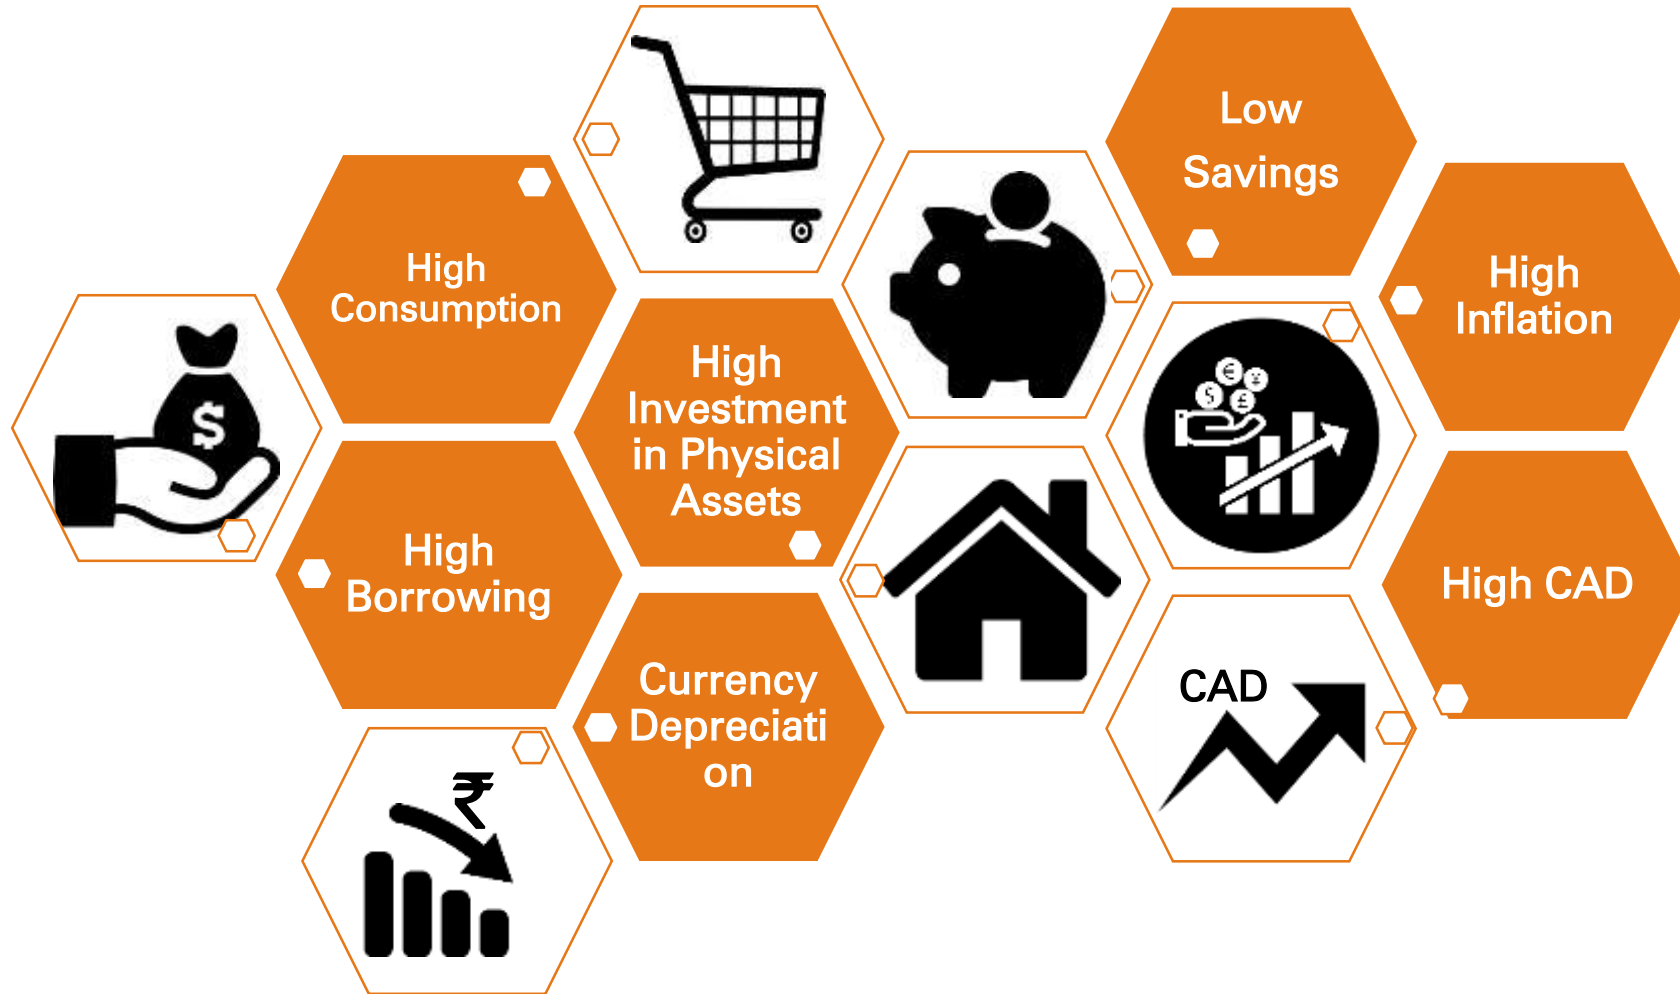 Low
Savings
High
Consumption
High
Inflation
High
Investment
in Physical
Assets
$
$
€
¥
£
High
Borrowing
High CAD
Currency
Depreciati
on
CAD
₹